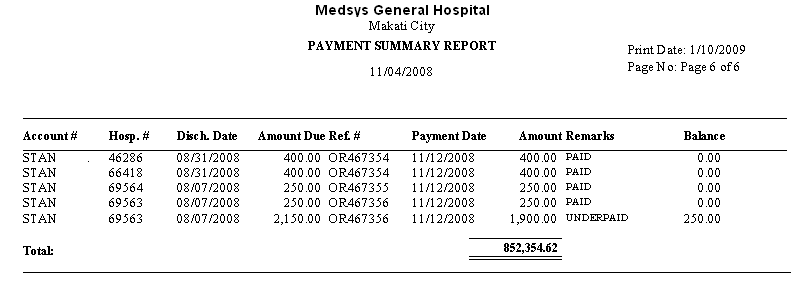 Medsys General Hospital
Makati City
PAYMENT SUMMARY REPORT
Print Date: 1/10/2009
11/04/2008
Page No: Page 6 of 6
Account # Hosp. # Disch. Date Amount Due Ref. # Payment Date Amount Remarks Balance
STAN . 46286 08/31/2008 400.00 OR467354 11/12/2008 400.00 PAID 0.00
STAN 66418 08/31/2008 400.00 OR467354 11/12/2008 400.00 PAID 0.00
STAN 69564 08/07/2008 250.00 OR467355 11/12/2008 250.00 PAID 0.00
STAN 69563 08/07/2008 250.00 OR467356 11/12/2008 250.00 PAID 0.00
STAN 69563 08/07/2008 2,150.00 OR467356 11/12/2008 1,900.00 UNDERPAID 250.00
Total: 852,354.62